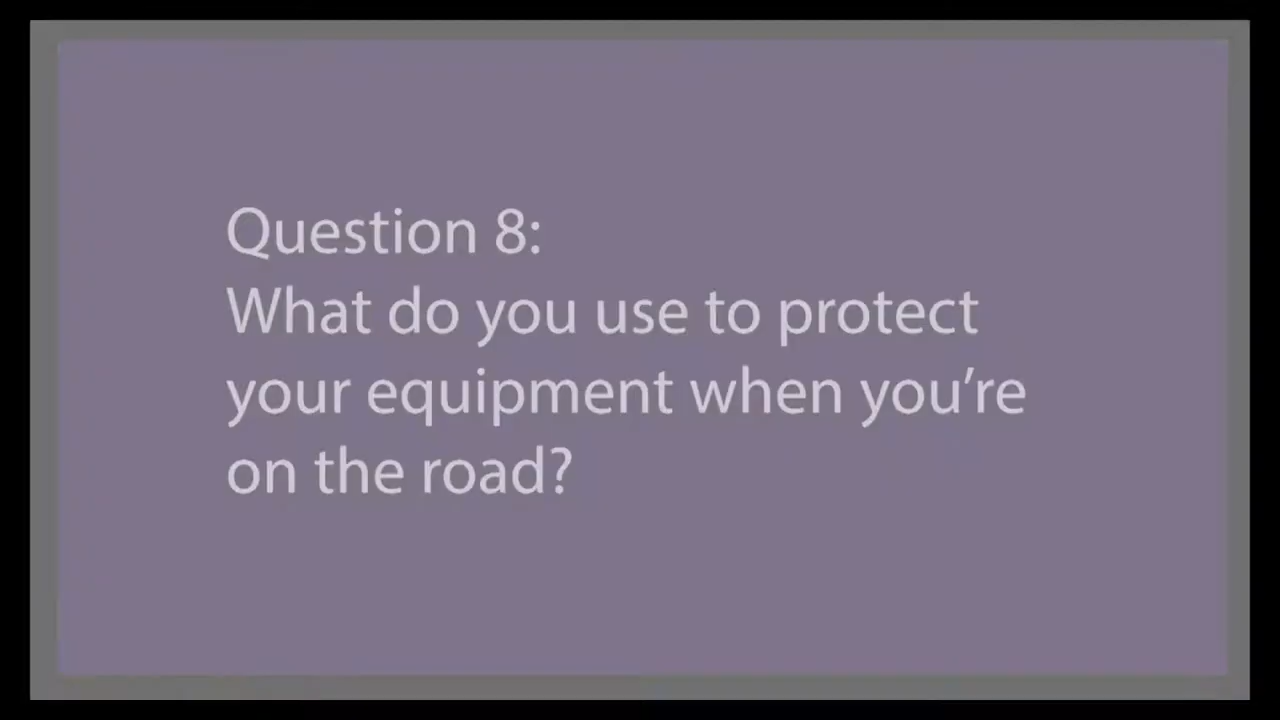 Question 8:
What do you use to protect
your equipment when you’re
on the road?